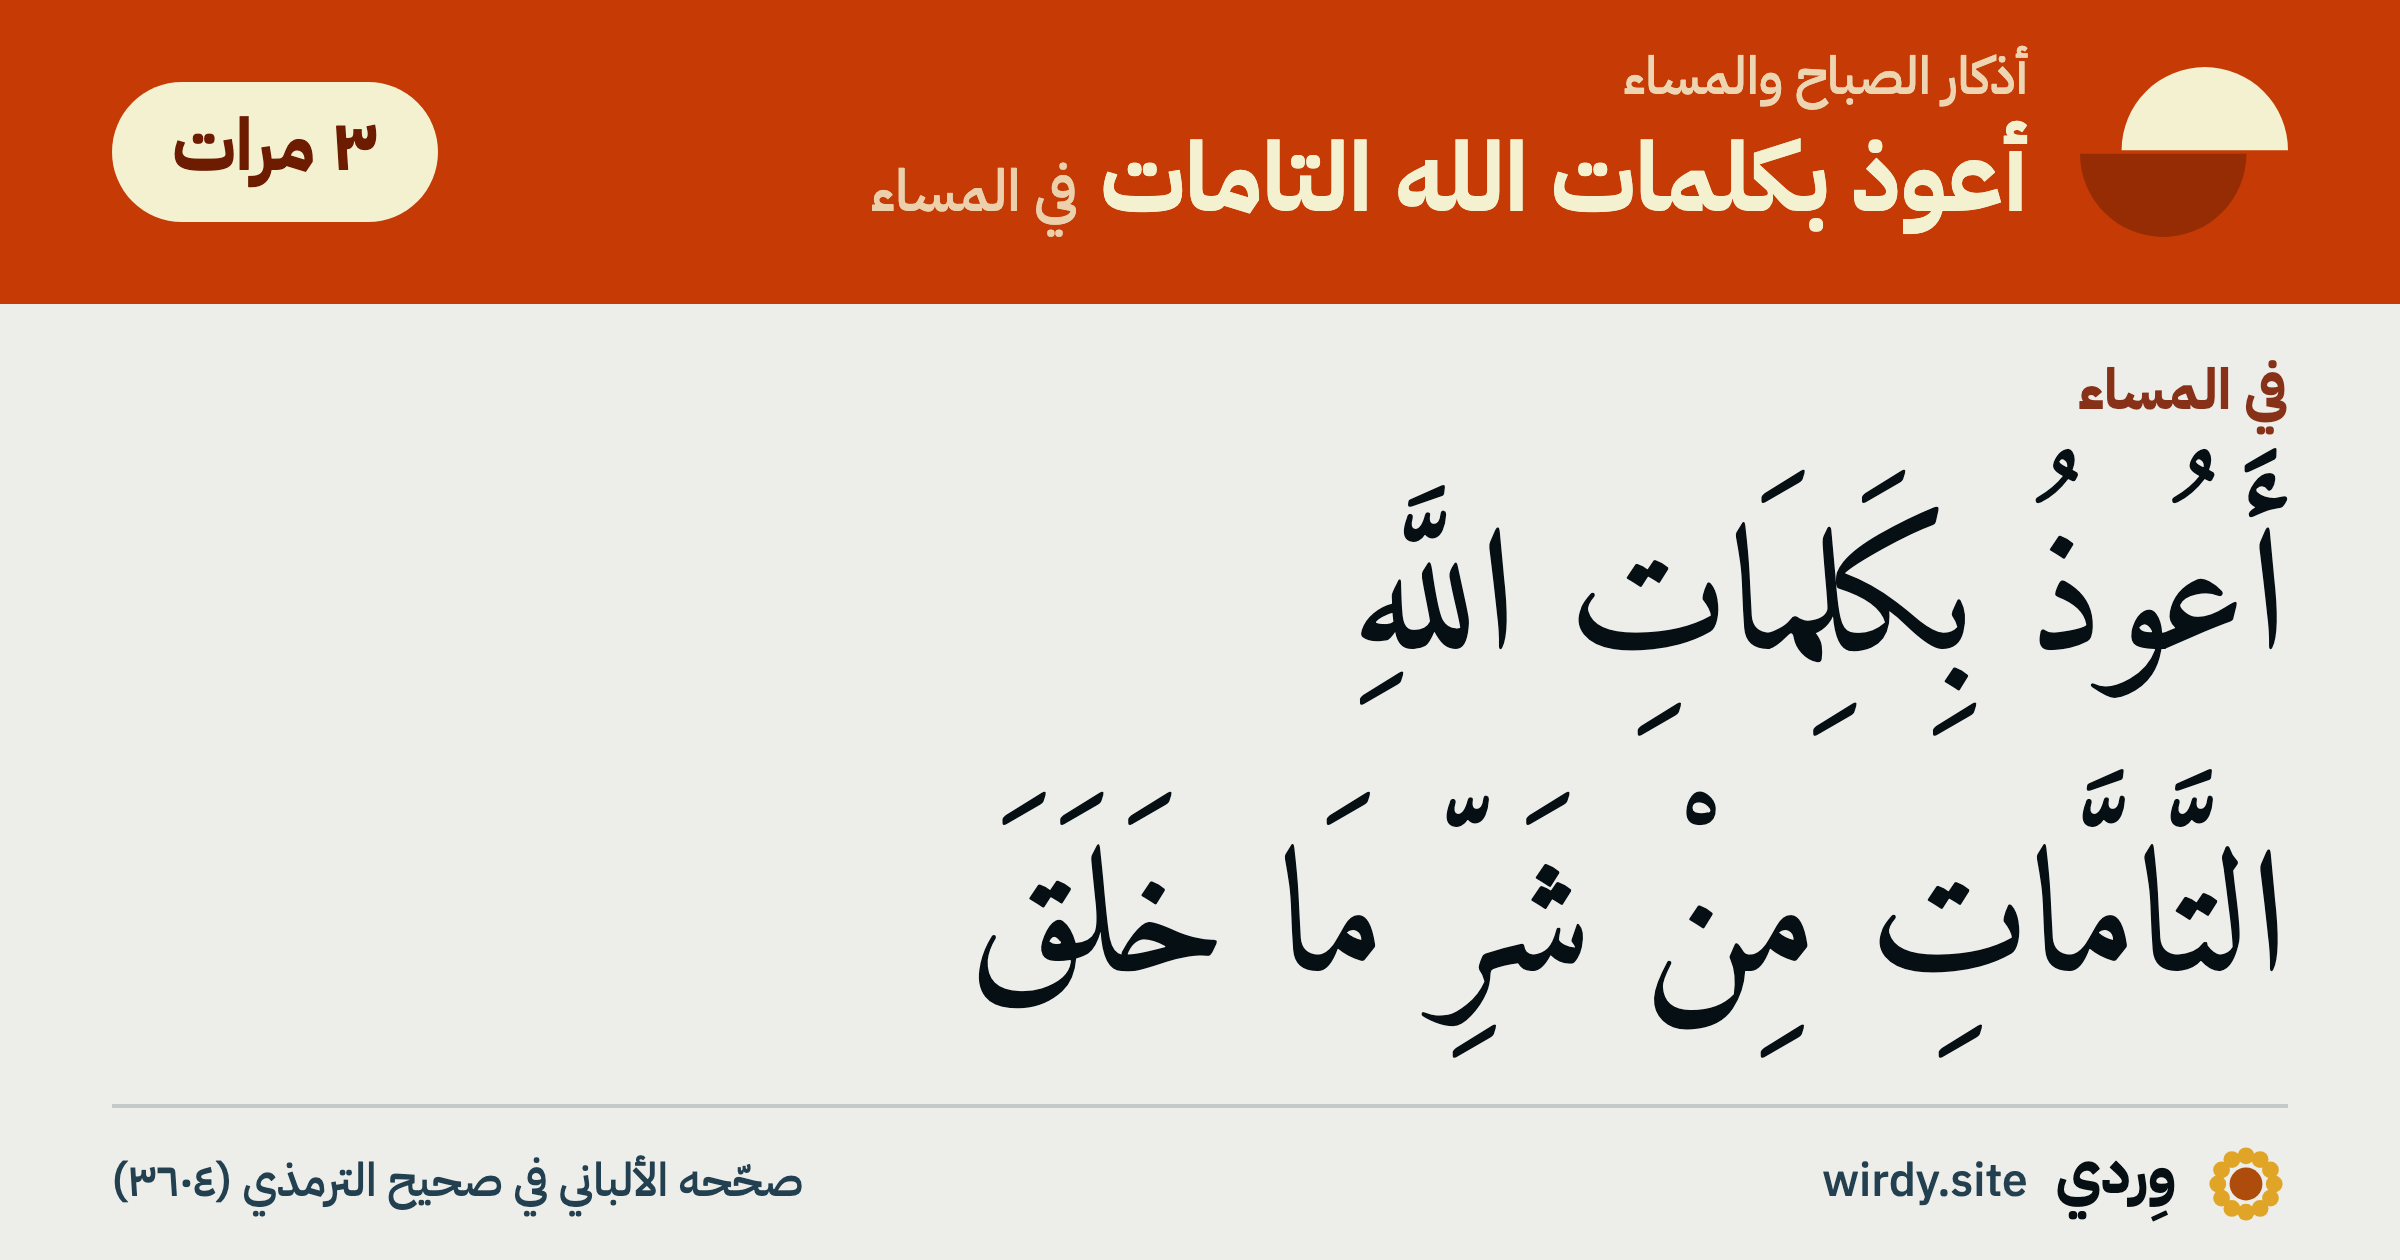 أذكار الصباح والمساء
أعوذ بكلمات الله التامات في المساء
٣ مرات
في المساء
أَعُوذُ بِكَلِمَاتِ اللَّهِ
التَّامَّاتِ مِنْ شَرِّ مَا خَلَقَ
وِردي wirdy.site
صحّحه الألباني في صحيح الترمذي (٣٦٠٤)